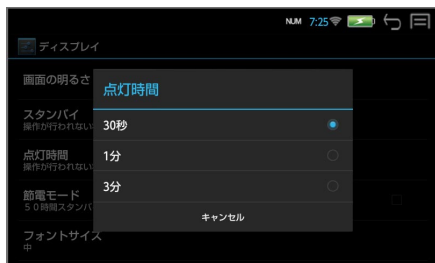 NUM 7:25
ディスプレイ
画面の明るさ
点灯時間
スタンバイ
操作が行われない
30秒
点灯時間
操作が行われない
1分
節電モード
50時間スタンバ
3分
キャンセル
フォントサイズ
中